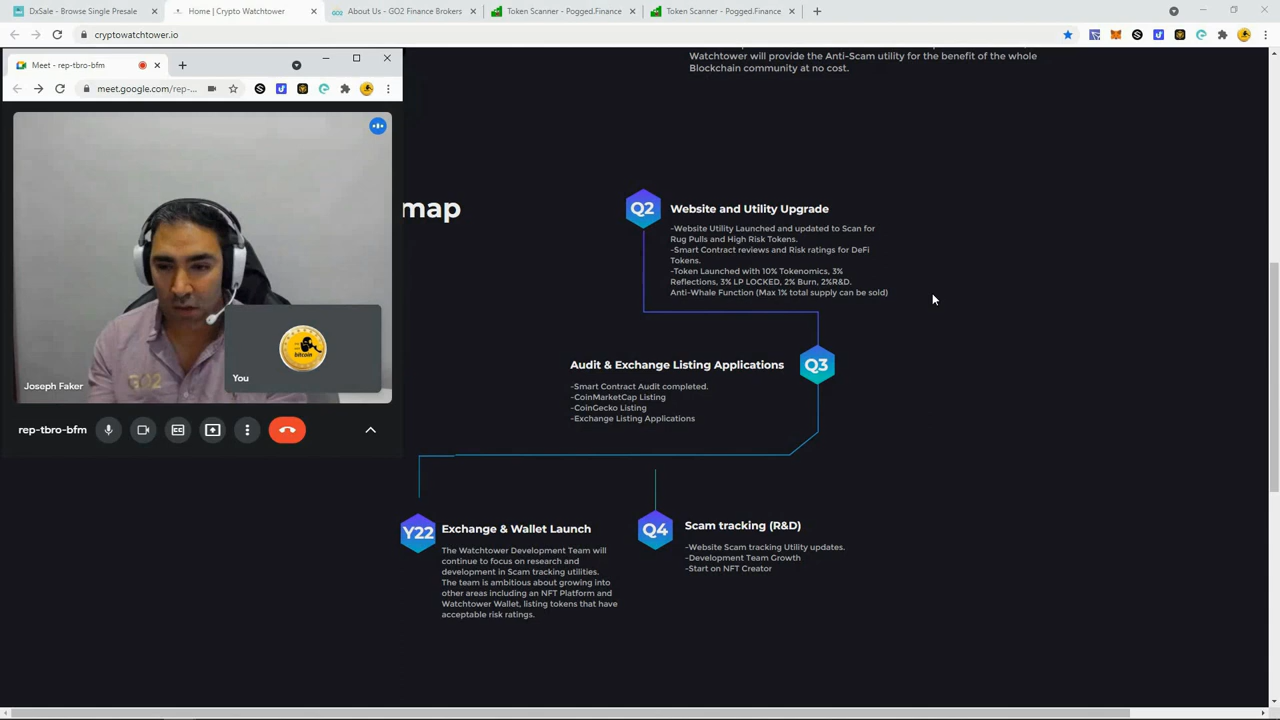 DxSale - Browse Single Presale
Home | Crypto Watchtower
About Us - GO2 Finance Brokers
Token Scanner - Pogged.Finance
Token Scanner - Pogged.Finance
cryptowatchtower.io
Meet - rep-tbro-bfm
meet.google.com/rep-...
GO2
bitcoin
Joseph Faker
You
rep-tbro-bfm
Watchtower will provide the Anti-Scam utility for the benefit of the whole
Blockchain community at no cost.
map
Q2
Website and Utility Upgrade
-Website Utility Launched and updated to Scan for
Rug Pulls and High Risk Tokens.
-Smart Contract reviews and Risk ratings for DeFi
Tokens.
-Token Launched with 10% Tokenomics, 3%
Reflections, 3% LP LOCKED, 2% Burn, 2%R&D.
Anti-Whale Function (Max 1% total supply can be sold)
Audit & Exchange Listing Applications
Q3
-Smart Contract Audit completed.
-CoinMarketCap Listing
-CoinGecko Listing
-Exchange Listing Applications
Y22
Exchange & Wallet Launch
The Watchtower Development Team will
continue to focus on research and
development in Scam tracking utilities.
The team is ambitious about growing into
other areas including an NFT Platform and
Watchtower Wallet, listing tokens that have
acceptable risk ratings.
Q4
Scam tracking (R&D)
-Website Scam tracking Utility updates.
-Development Team Growth
-Start on NFT Creator